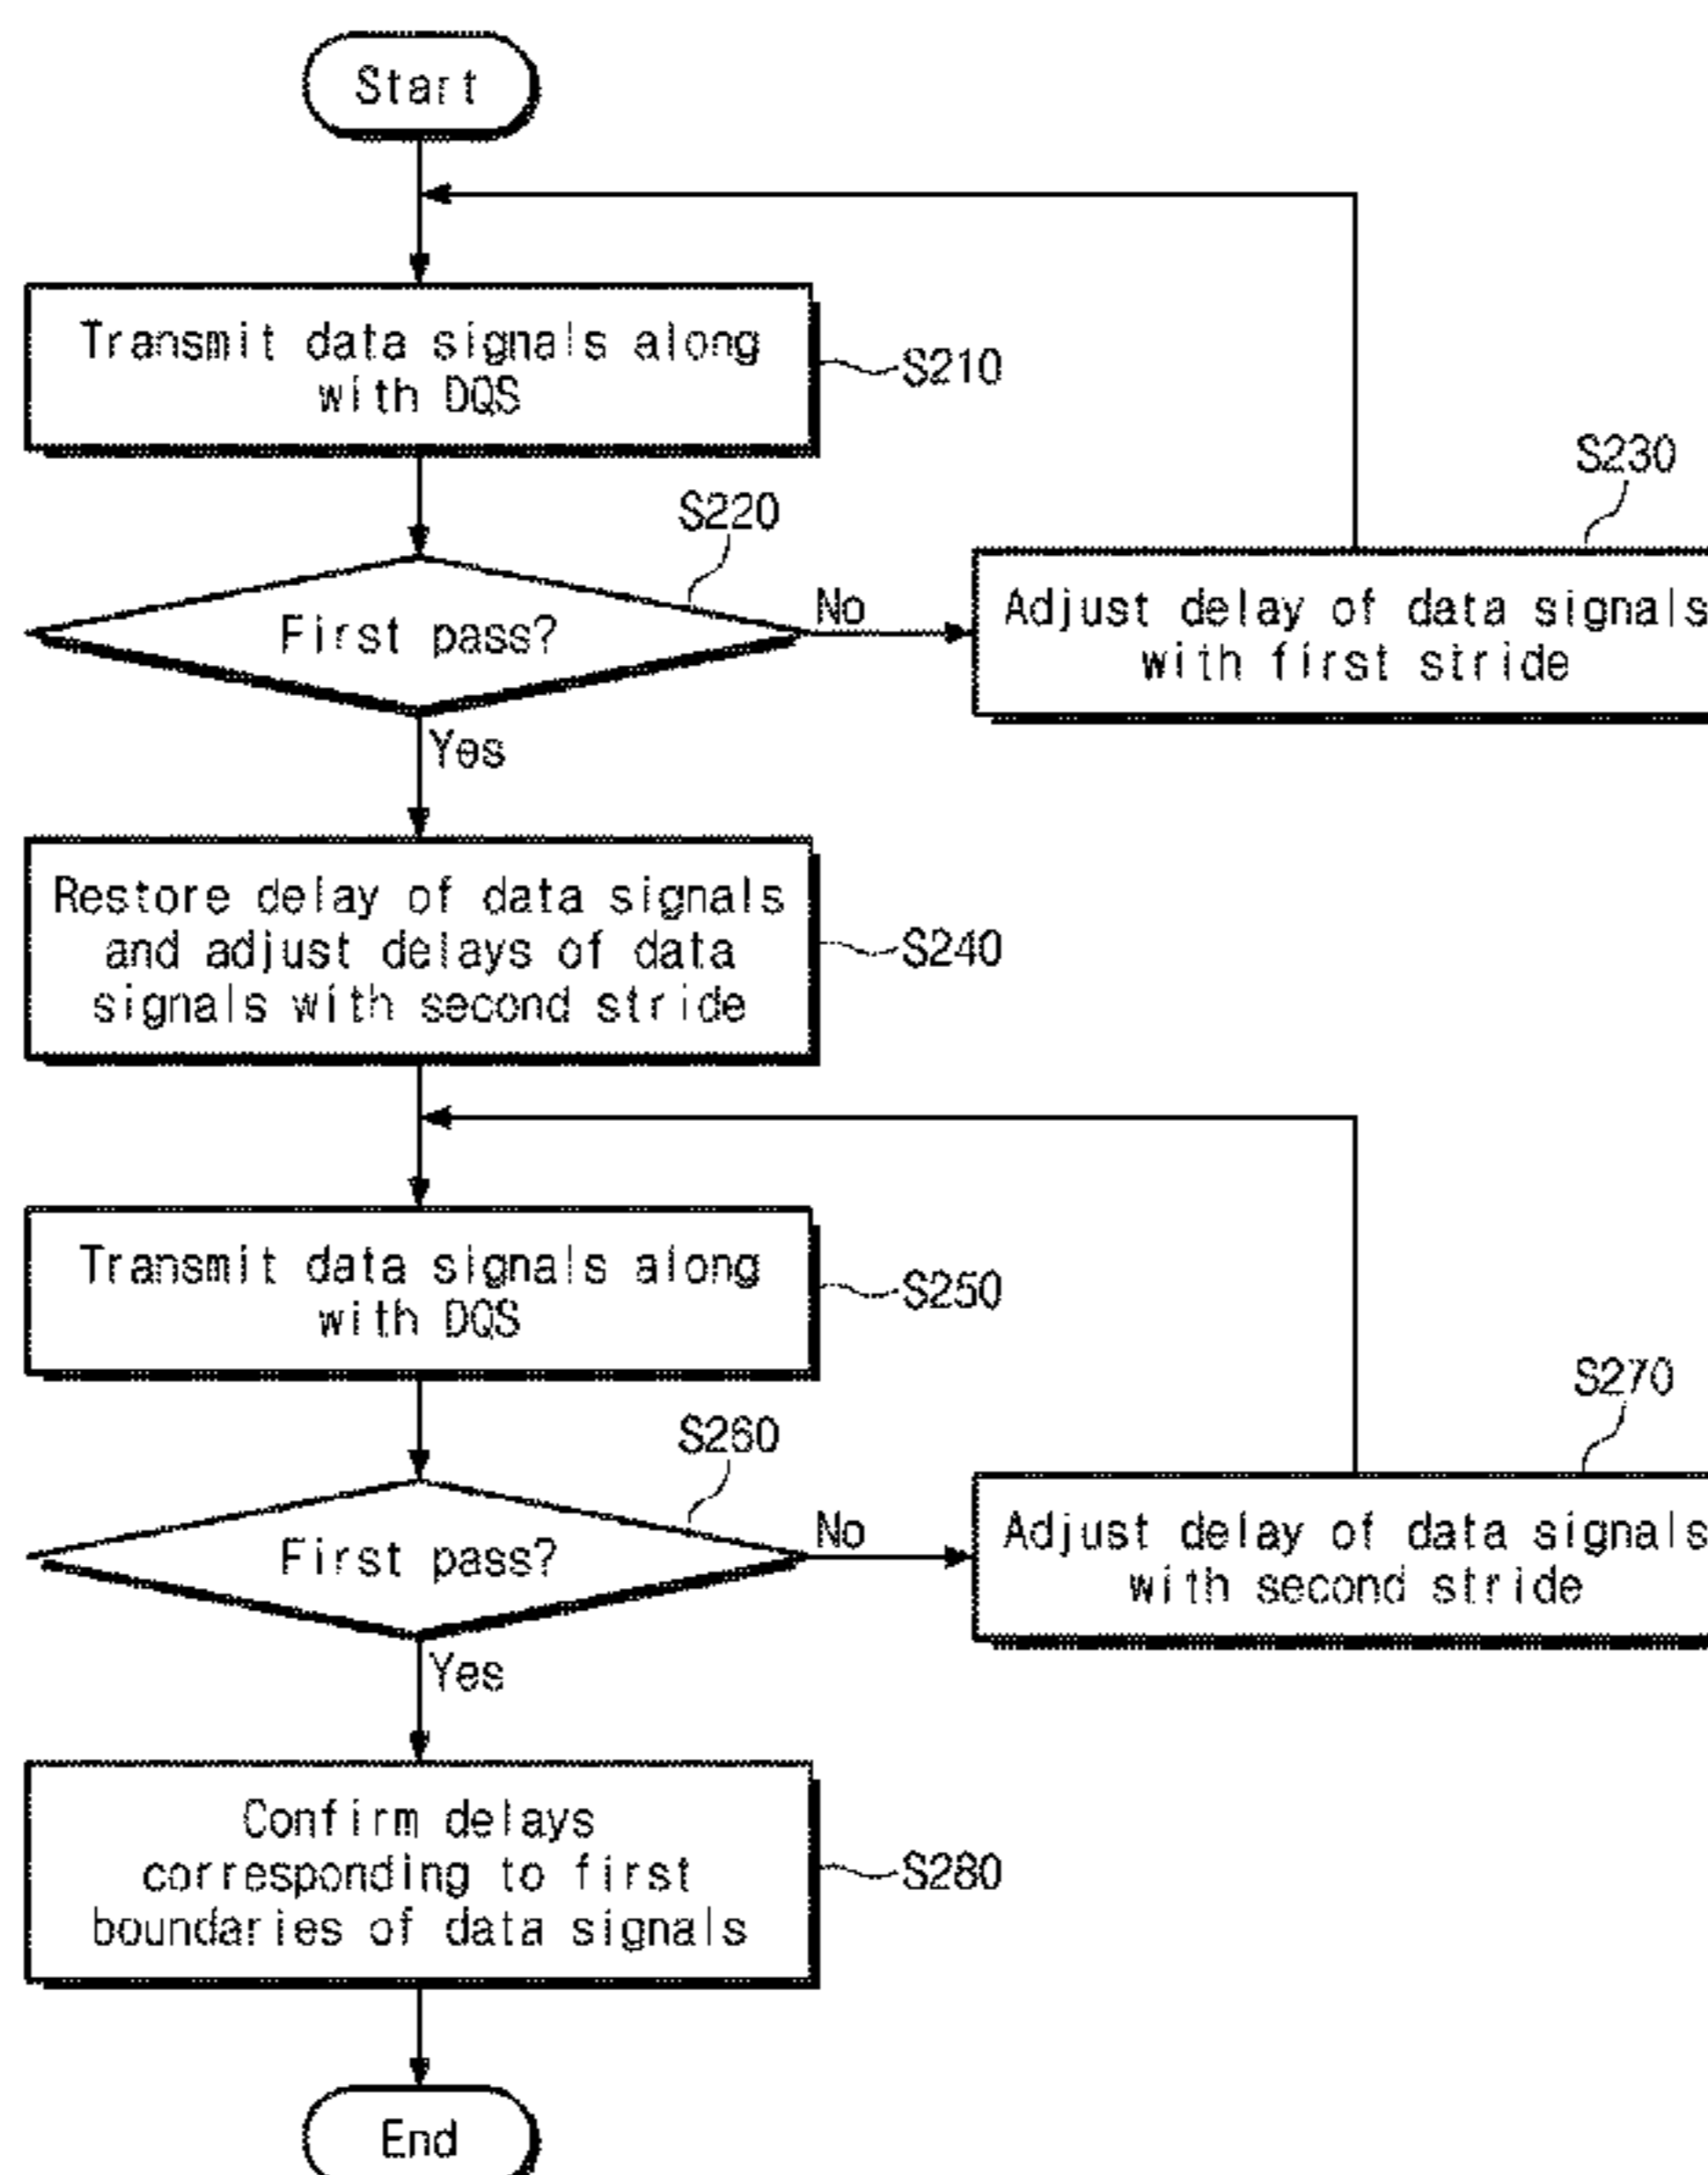 Start
Transmit data signals along
with DQS
S210
S220
First pass?
No
S230
Adjust delay of data signals
with first stride
Yes
Restore delay of data signals
and adjust delays of data
signals with second stride
S240
Transmit data signals along
with DQS
S250
S260
First pass?
No
S270
Adjust delay of data signals
with second stride
Yes
Confirm delays
corresponding to first
boundaries of data signals
S280
End